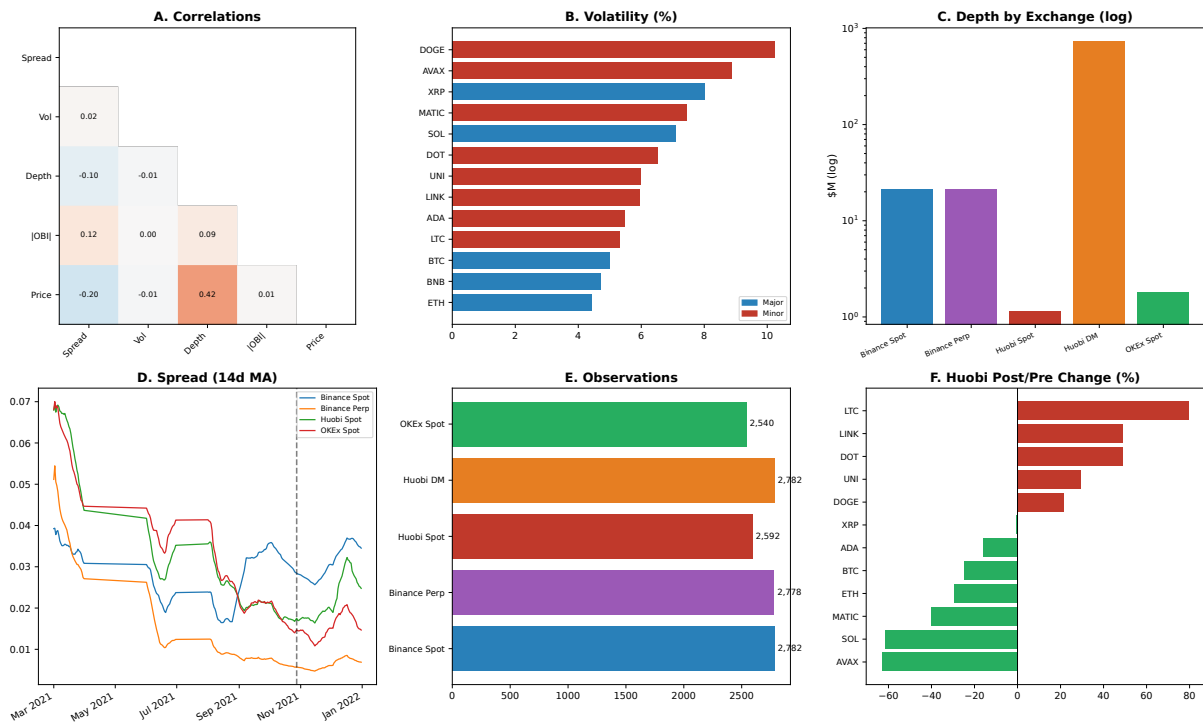 A. Correlations
Spread
Vol
Depth
|OBI|
Price
0.02
-0.10
-0.01
0.12
0.00
0.09
-0.20
-0.01
0.42
0.01
Spread
Vol
Depth
|OBI|
Price
B. Volatility (%)
DOGE
AVAX
XRP
MATIC
SOL
DOT
UNI
LINK
ADA
LTC
BTC
BNB
ETH
Major
Minor
0
2
4
6
8
10
C. Depth by Exchange (log)
$M (log)
10³
10²
10¹
10⁰
Binance Spot
Binance Perp
Huobi Spot
Huobi DM
OKEx Spot
D. Spread (14d MA)
0.07
0.06
0.05
0.04
0.03
0.02
0.01
Binance Spot
Binance Perp
Huobi Spot
OKEx Spot
Mar 2021
May 2021
Jul 2021
Sep 2021
Nov 2021
Jan 2022
E. Observations
OKEx Spot
2,540
Huobi DM
2,782
Huobi Spot
2,592
Binance Perp
2,778
Binance Spot
2,782
0
500
1000
1500
2000
2500
F. Huobi Post/Pre Change (%)
LTC
LINK
DOT
UNI
DOGE
XRP
ADA
BTC
ETH
MATIC
SOL
AVAX
−60
−40
−20
0
20
40
60
80